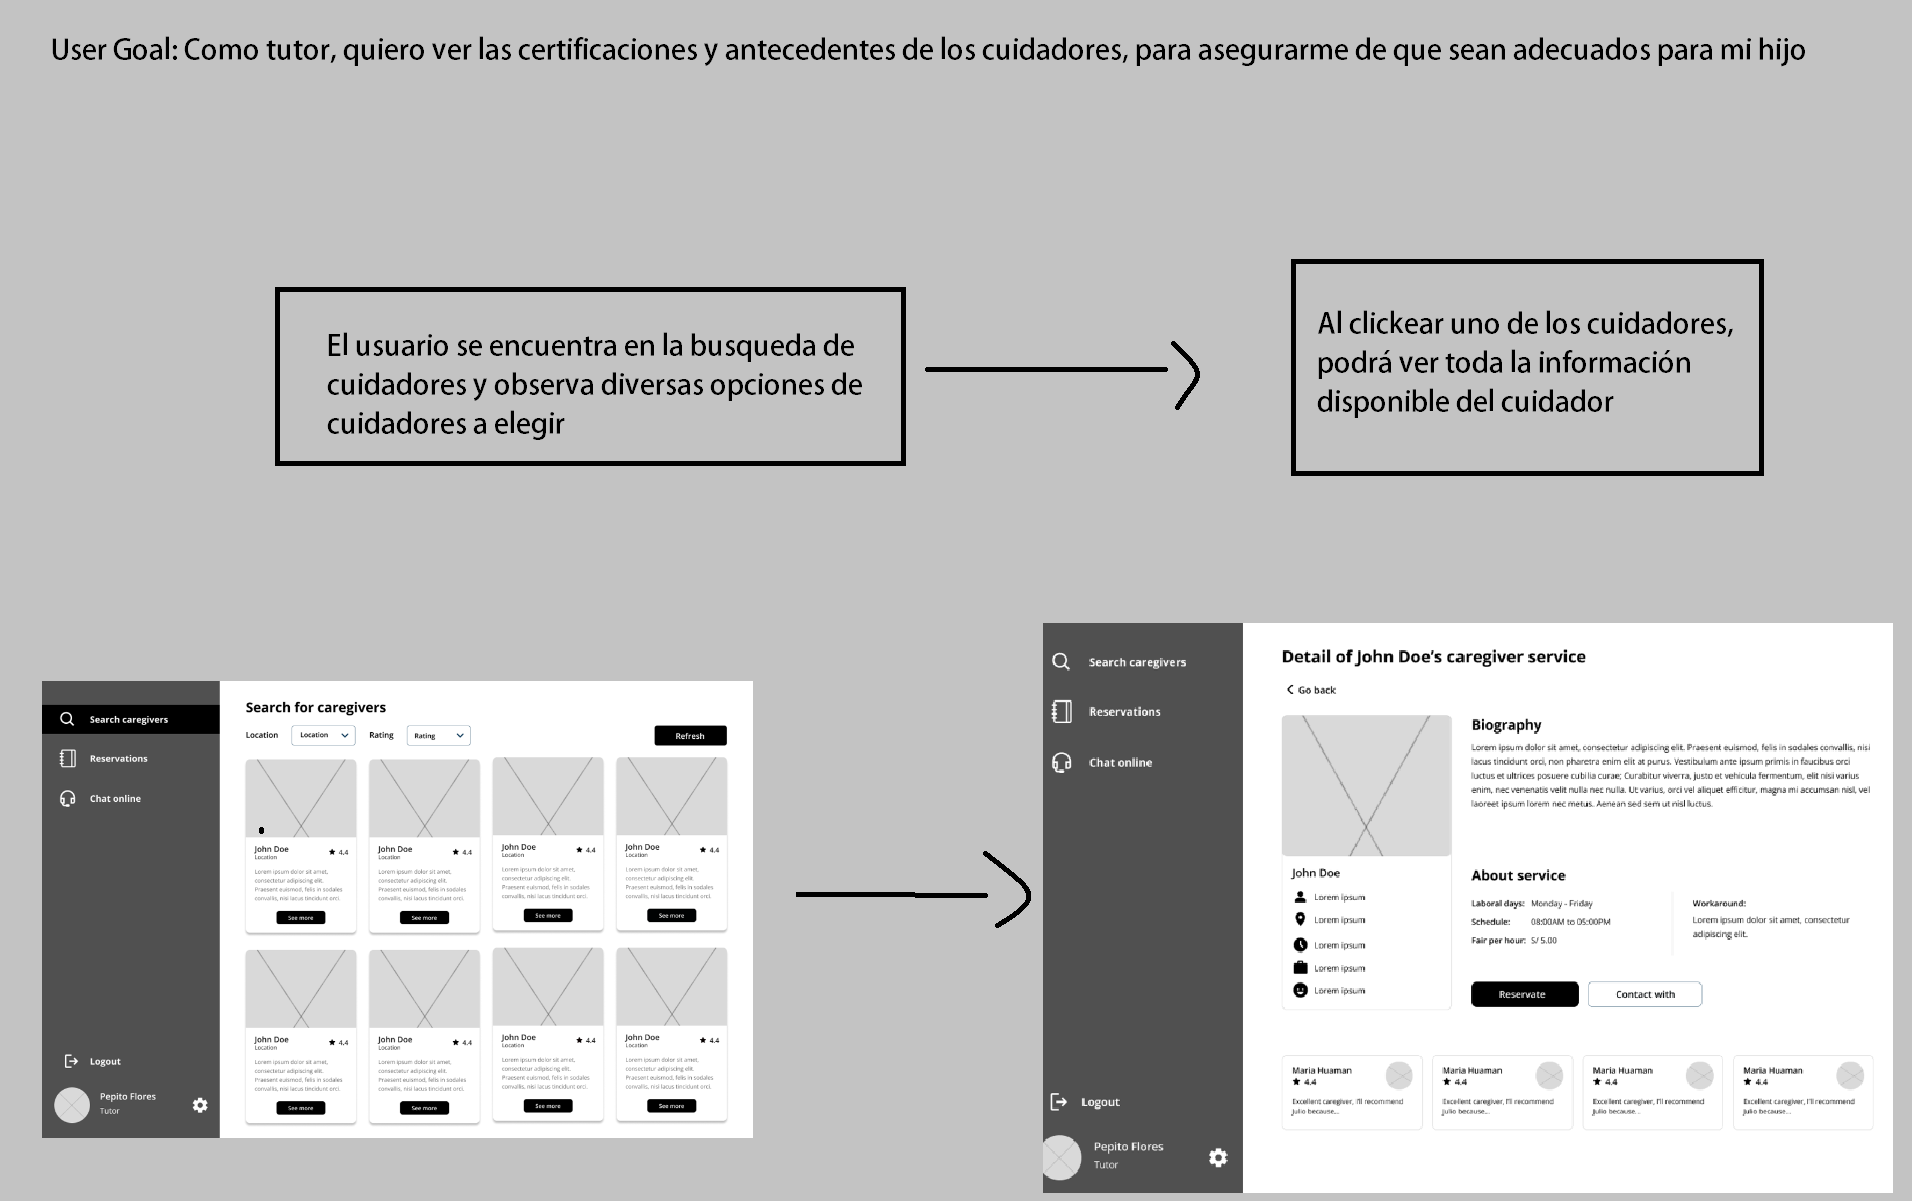 User Goal: Como tutor, quiero ver las certificaciones y antecedentes de los cuidadores, para asegurarme de que sean adecuados para mi hijo
El usuario se encuentra en la busqueda de
cuidadores y observa diversas opciones de
cuidadores a elegir
Al clickear uno de los cuidadores,
podrá ver toda la información
disponible del cuidador
Search caregivers
Reservations
Chat online
Logout
Pepito Flores
Tutor
Search for caregivers
Location Location Rating Rating Refresh
John Doe 4.4
Location
Lorem ipsum dolor sit amet,
consectetur adipiscing elit.
Praesent euismod, felis in sodales
convallis, nisi lacus tincidunt orci.
See more
John Doe 4.4
Location
Lorem ipsum dolor sit amet,
consectetur adipiscing elit.
Praesent euismod, felis in sodales
convallis, nisi lacus tincidunt orci.
See more
John Doe 4.4
Location
Lorem ipsum dolor sit amet,
consectetur adipiscing elit.
Praesent euismod, felis in sodales
convallis, nisi lacus tincidunt orci.
See more
John Doe 4.4
Location
Lorem ipsum dolor sit amet,
consectetur adipiscing elit.
Praesent euismod, felis in sodales
convallis, nisi lacus tincidunt orci.
See more
John Doe 4.4
Location
Lorem ipsum dolor sit amet,
consectetur adipiscing elit.
Praesent euismod, felis in sodales
convallis, nisi lacus tincidunt orci.
See more
John Doe 4.4
Location
Lorem ipsum dolor sit amet,
consectetur adipiscing elit.
Praesent euismod, felis in sodales
convallis, nisi lacus tincidunt orci.
See more
John Doe 4.4
Location
Lorem ipsum dolor sit amet,
consectetur adipiscing elit.
Praesent euismod, felis in sodales
convallis, nisi lacus tincidunt orci.
See more
John Doe 4.4
Location
Lorem ipsum dolor sit amet,
consectetur adipiscing elit.
Praesent euismod, felis in sodales
convallis, nisi lacus tincidunt orci.
See more
Search caregivers
Reservations
Chat online
Logout
Pepito Flores
Tutor
Detail of John Doe's caregiver service
Go back
John Doe
Lorem ipsum
Lorem ipsum
Lorem ipsum
Lorem ipsum
Lorem ipsum
Biography
Lorem ipsum dolor sit amet, consectetur adipiscing elit. Praesent euismod, felis in sodales convallis, nisi
lacus tincidunt orci, non pharetra enim elit at purus. Vestibulum ante ipsum primis in faucibus orci
luctus et ultrices posuere cubilia curae; Curabitur viverra, justo et vehicula fermentum, elit nisi varius
enim, nec venenatis velit nulla nec nulla. Ut varius, orci vel aliquet efficitur, magna mi accumsan nisl, vel
laoreet ipsum lorem nec metus. Aenean sed sem ut nisl luctus.
About service
Laboral days: Monday - Friday
Schedule: 08:00AM to 05:00PM
Fair per hour: S/ 5.00
Workaround:
Lorem ipsum dolor sit amet, consectetur
adipiscing elit.
Reservate Contact with
Maria Huaman
4.4
Excellent caregiver, I'll recommend
Julio because...
Maria Huaman
4.4
Excellent caregiver, I'll recommend
Julio because...
Maria Huaman
4.4
Excellent caregiver, I'll recommend
Julio because...
Maria Huaman
4.4
Excellent caregiver, I'll recommend
Julio because...